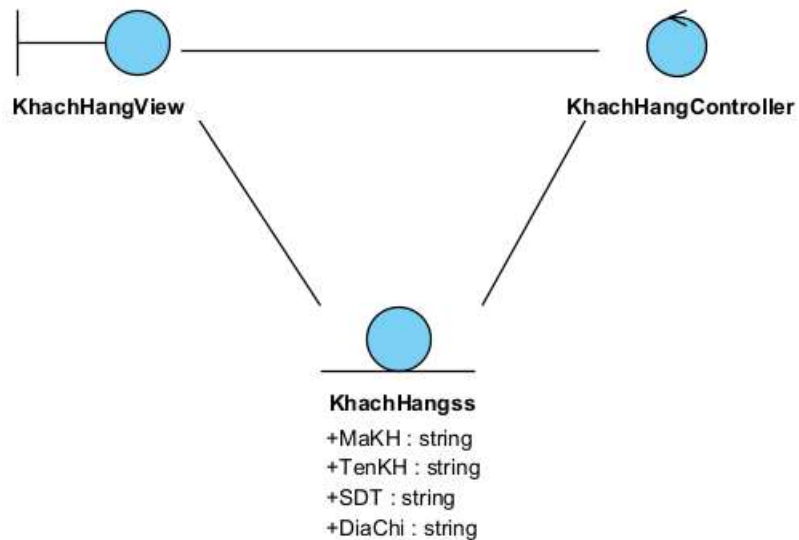 KhachHangView
KhachHangController
KhachHangss
+MaKH : string
+TenKH : string
+SDT : string
+DiaChi : string